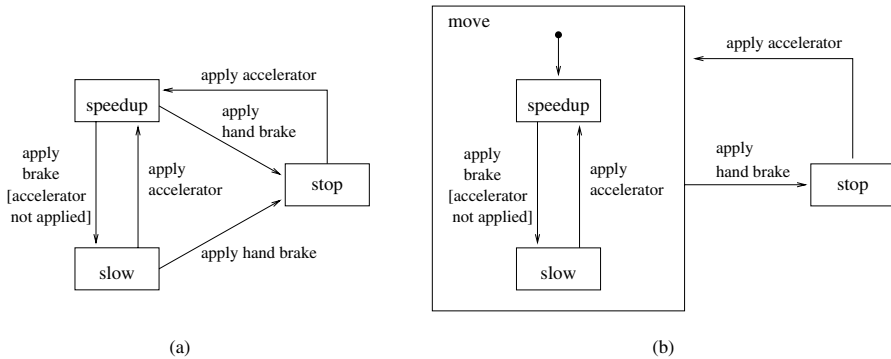 apply accelerator
speedup
apply
hand brake
apply
brake
[accelerator
not applied]
apply
accelerator
stop
slow
apply hand brake
(a)
move
apply accelerator
speedup
apply
brake
[accelerator
not applied]
apply
accelerator
apply
hand brake
stop
slow
(b)